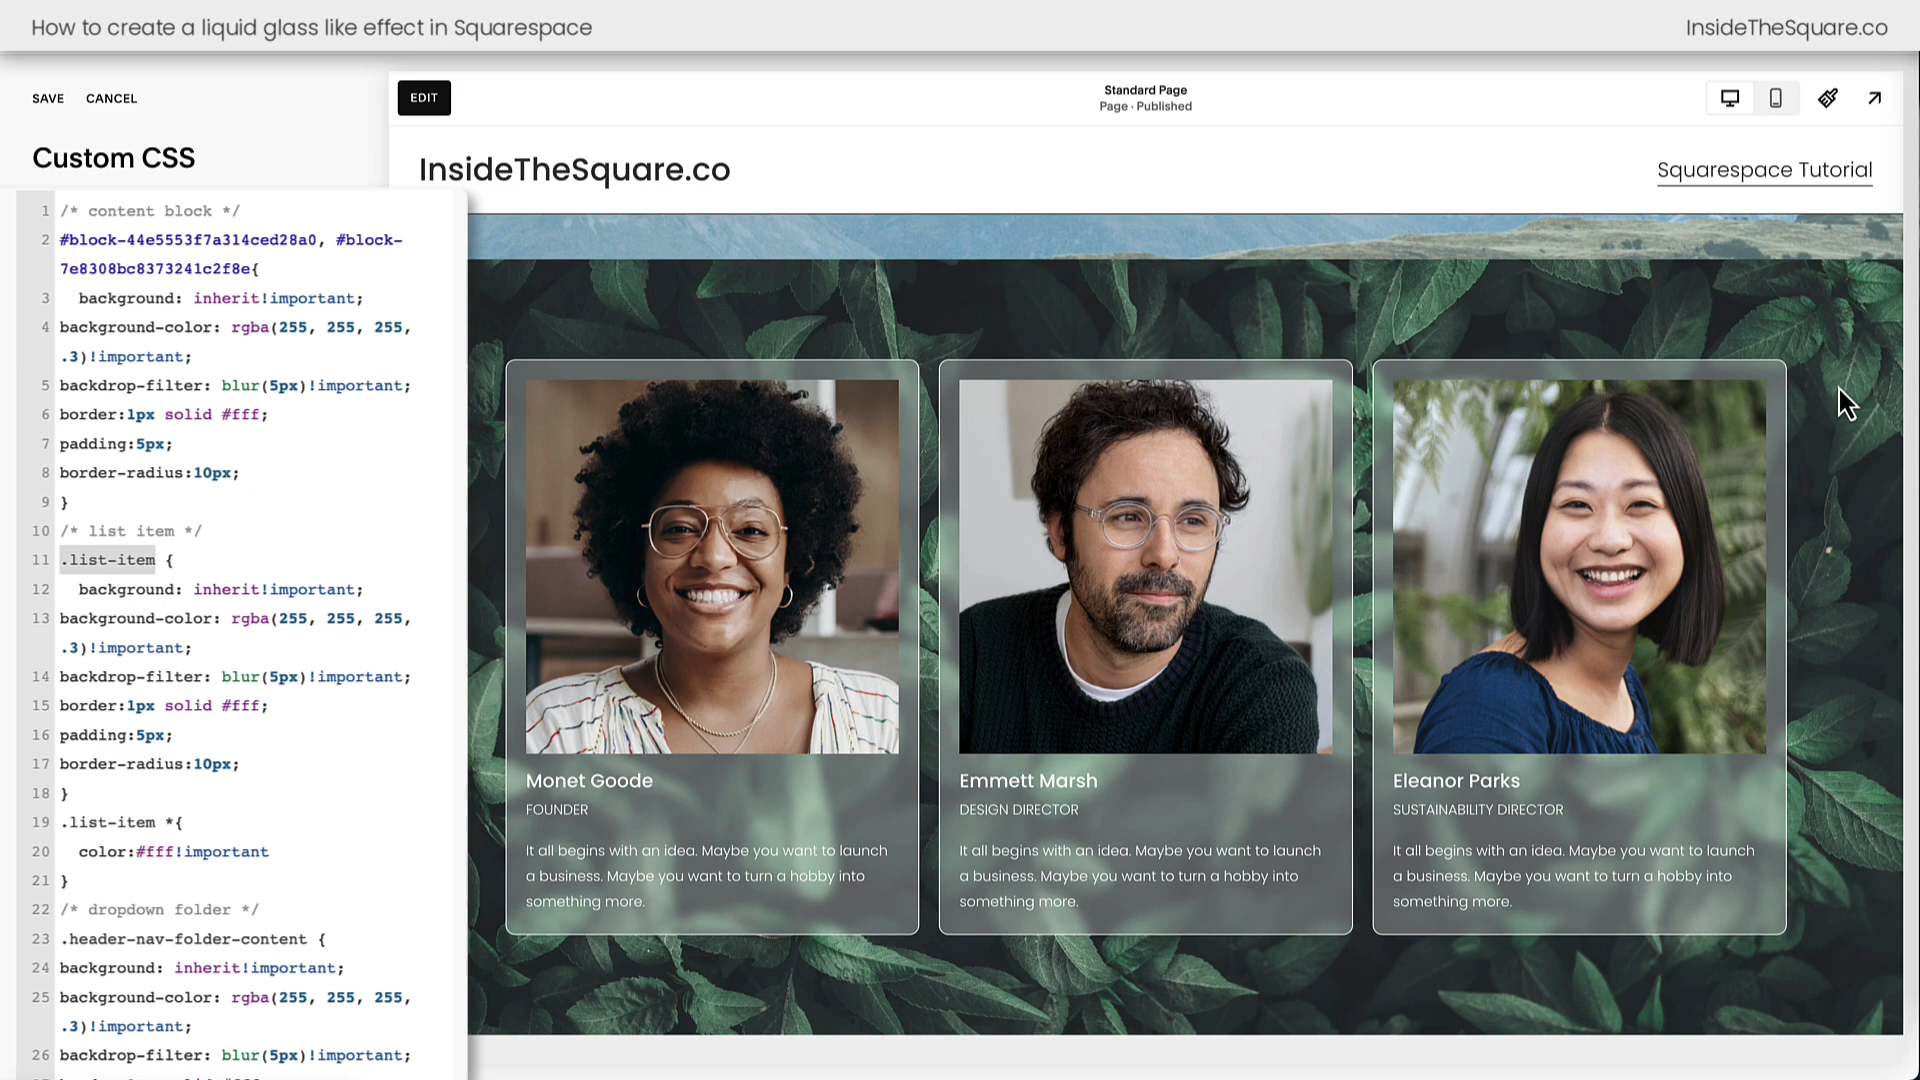 How to create a liquid glass like effect in Squarespace
InsideTheSquare.co
SAVE CANCEL
EDIT
Standard Page
Page · Published
Custom CSS
InsideTheSquare.co
Squarespace Tutorial
1 /* content block */
2 #block-44e5553f7a314ced28a0, #block-
7e8308bc8373241c2f8e{
3 background: inherit!important;
4 background-color: rgba(255, 255, 255,
.3)!important;
5 backdrop-filter: blur(5px)!important;
6 border:1px solid #fff;
7 padding:5px;
8 border-radius:10px;
9 }
10 /* list item */
11 .list-item {
12 background: inherit!important;
13 background-color: rgba(255, 255, 255,
.3)!important;
14 backdrop-filter: blur(5px)!important;
15 border:1px solid #fff;
16 padding:5px;
17 border-radius:10px;
18 }
19 .list-item *{
20 color:#fff!important
21 }
22 /* dropdown folder */
23 .header-nav-folder-content {
24 background: inherit!important;
25 background-color: rgba(255, 255, 255,
.3)!important;
26 backdrop-filter: blur(5px)!important;
Monet Goode
FOUNDER
It all begins with an idea. Maybe you want to launch
a business. Maybe you want to turn a hobby into
something more.
Emmett Marsh
DESIGN DIRECTOR
It all begins with an idea. Maybe you want to launch
a business. Maybe you want to turn a hobby into
something more.
Eleanor Parks
SUSTAINABILITY DIRECTOR
It all begins with an idea. Maybe you want to launch
a business. Maybe you want to turn a hobby into
something more.